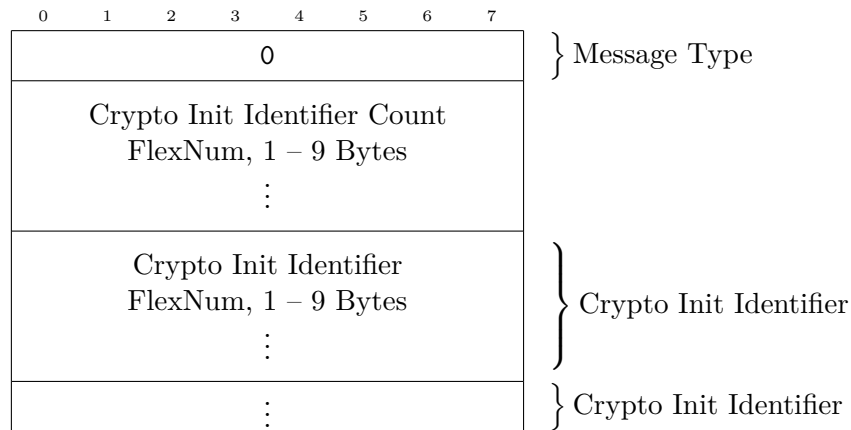 0 1 2 3 4 5 6 7
0 Message Type
Crypto Init Identifier Count
FlexNum, 1 – 9 Bytes
⋮
Crypto Init Identifier
FlexNum, 1 – 9 Bytes
Crypto Init Identifier
⋮
⋮ Crypto Init Identifier